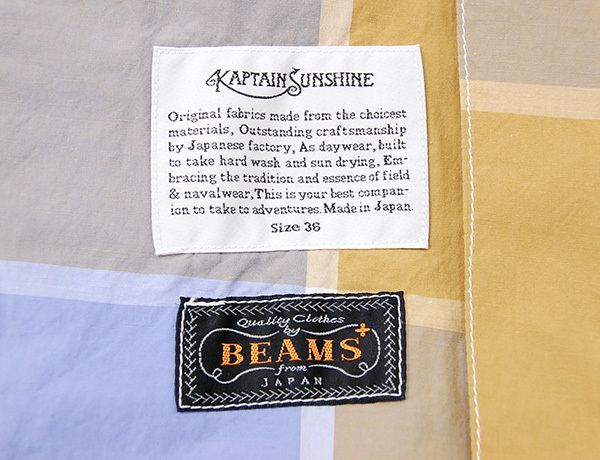 KAPTAIN SUNSHINE
Original fabrics made from the choicest
materials, Outstanding craftsmanship
by Japanese factory, As daywear, built
to take hard wash and sun drying, Em-
bracing the tradition and essence of field
& navalwear, This is your best compan-
ion to take to adventures. Made in Japan.
Size 36
Quality Clothes
by
BEAMS+
from
JAPAN